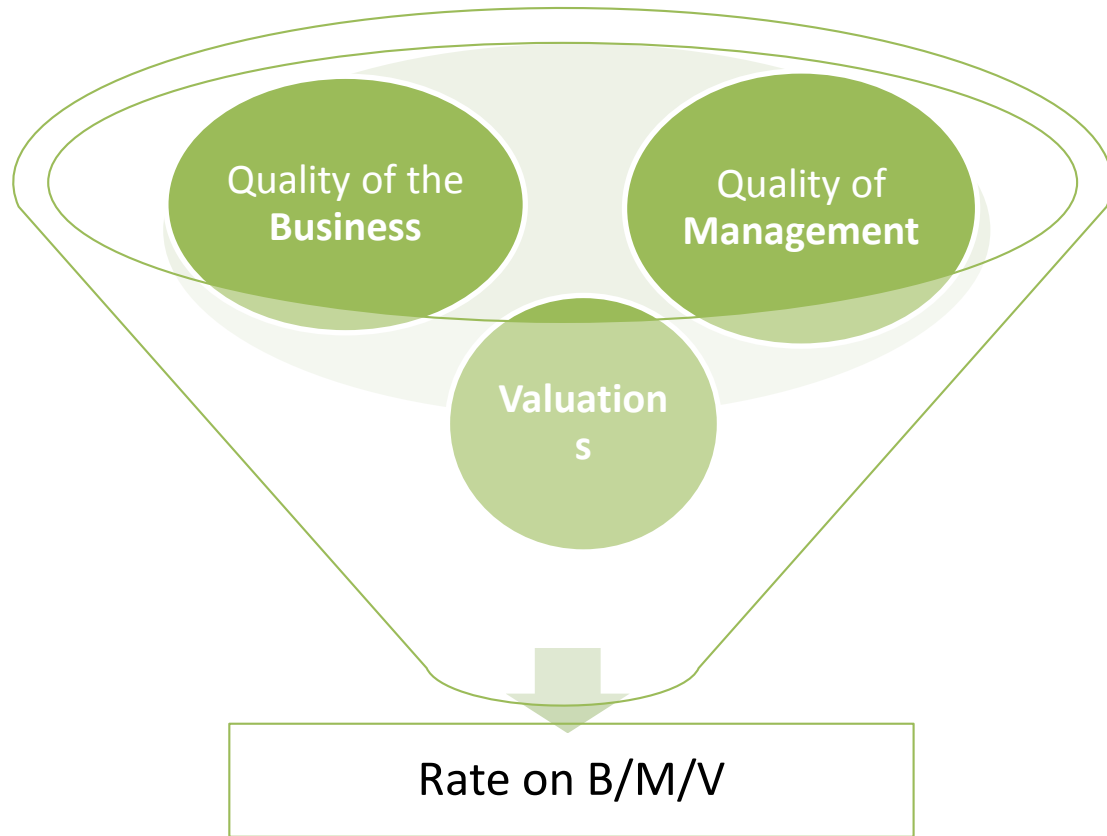 Quality of the
Business
Quality of
Management
Valuation
s
Rate on B/M/V